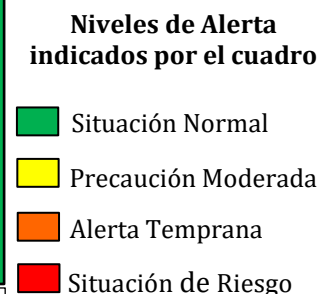 Niveles de Alerta
indicados por el cuadro
Situación Normal
Precaución Moderada
Alerta Temprana
Situación de Riesgo